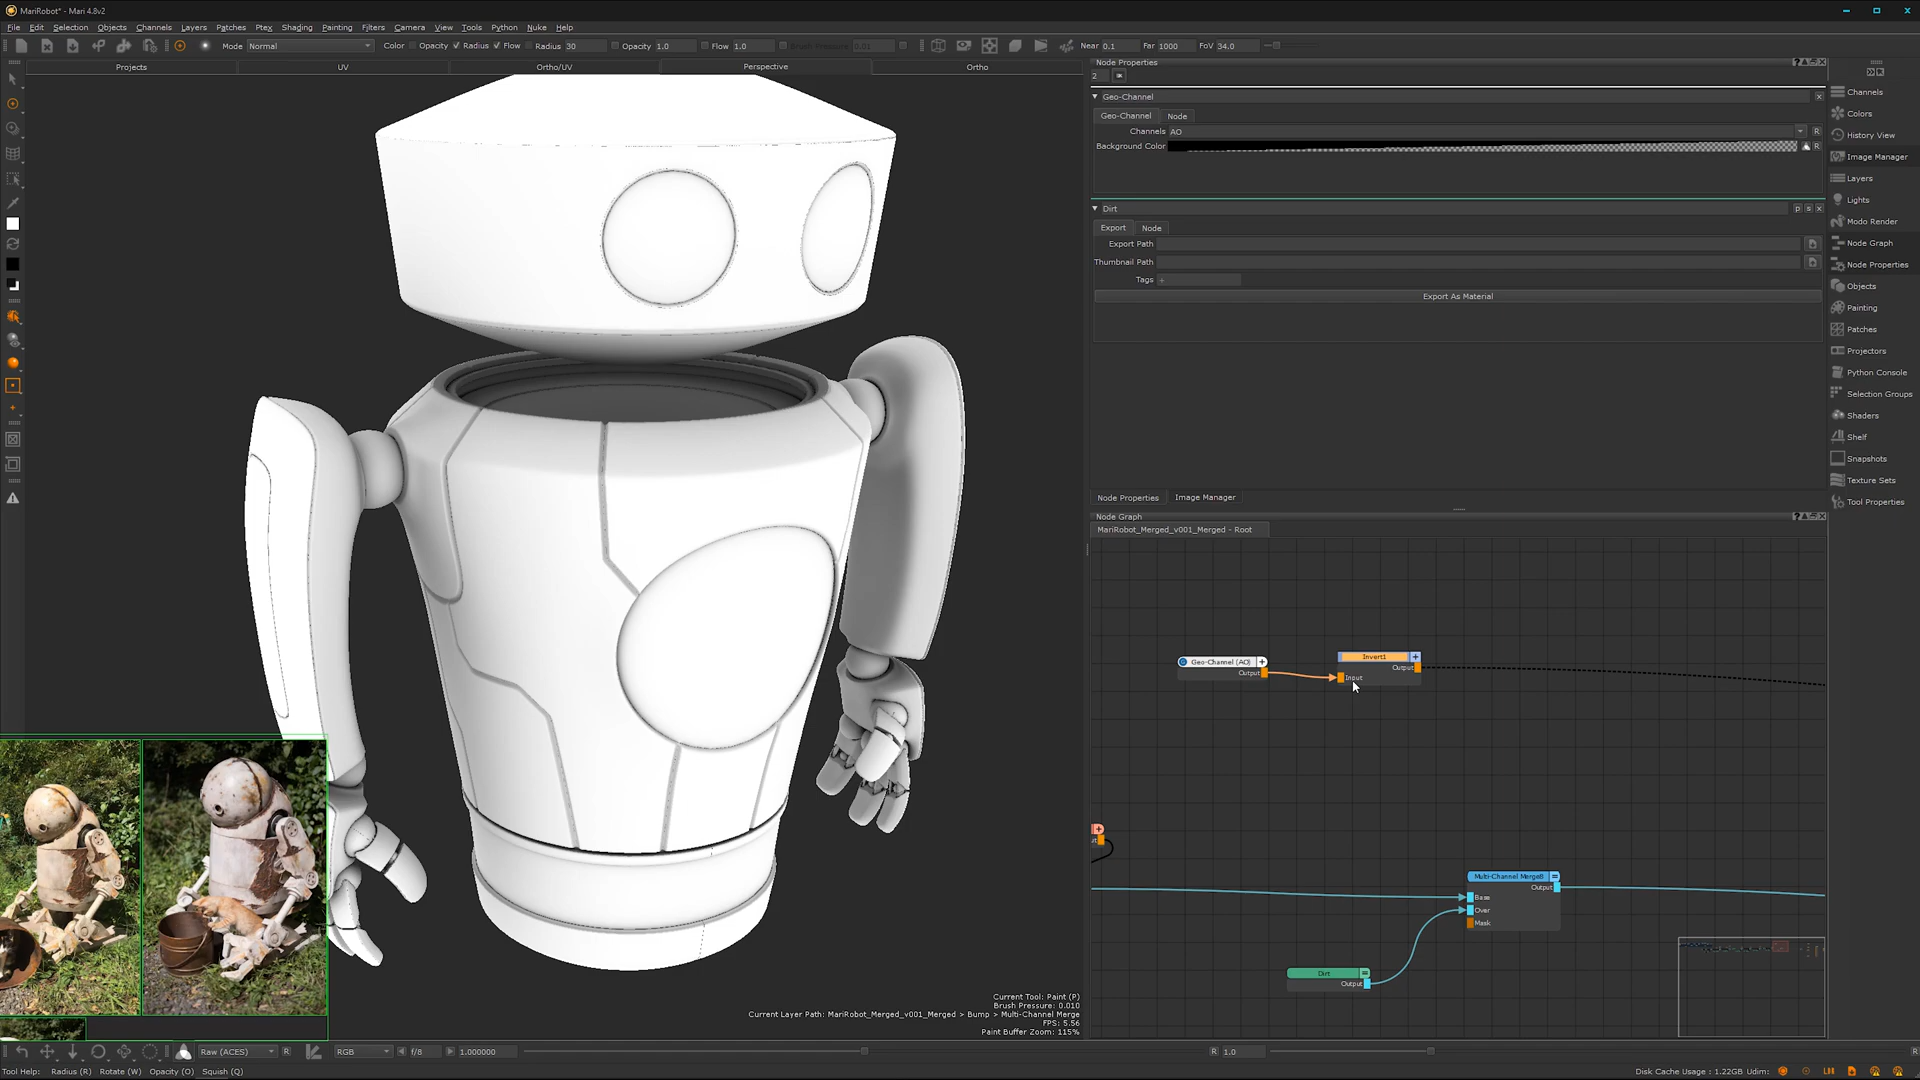 MariRobot* - Mari 4.8v2
File Edit Selection Objects Channels Layers Patches Ptex Shading Painting Filters Camera View Tools Python Nuke Help
Mode Normal Color Opacity Radius Flow Radius 30 Opacity 1.0 Flow 1.0 Brush Pressure 0.01 Near 0.1 Far 1000 FoV 34.0
Projects UV Ortho/UV Perspective Ortho
Node Properties
2
Geo-Channel
Geo-Channel Node
Channels AO R
Background Color R
Dirt
p s x
Export Node
Export Path
Thumbnail Path
Tags +
Export As Material
Node Properties Image Manager
Node Graph
MariRobot_Merged_v001_Merged - Root
Geo-Channel (AO) +
Output
Invert1 +
Output
Input
Multi-Channel Merge8
Output
Base
Over
Mask
Dirt
Output
Channels
Colors
History View
Image Manager
Layers
Lights
Modo Render
Node Graph
Node Properties
Objects
Painting
Patches
Projectors
Python Console
Selection Groups
Shaders
Shelf
Snapshots
Texture Sets
Tool Properties
Current Tool: Paint (P)
Brush Pressure: 0.010
Current Layer Path: MariRobot_Merged_v001_Merged > Bump > Multi-Channel Merge
FPS: 5.56
Paint Buffer Zoom: 115%
Raw (ACES) R RGB f/8 1.000000 R 1.0 R
Tool Help: Radius (R) Rotate (W) Opacity (O) Squish (Q)
Disk Cache Usage : 1.22GB Udim: